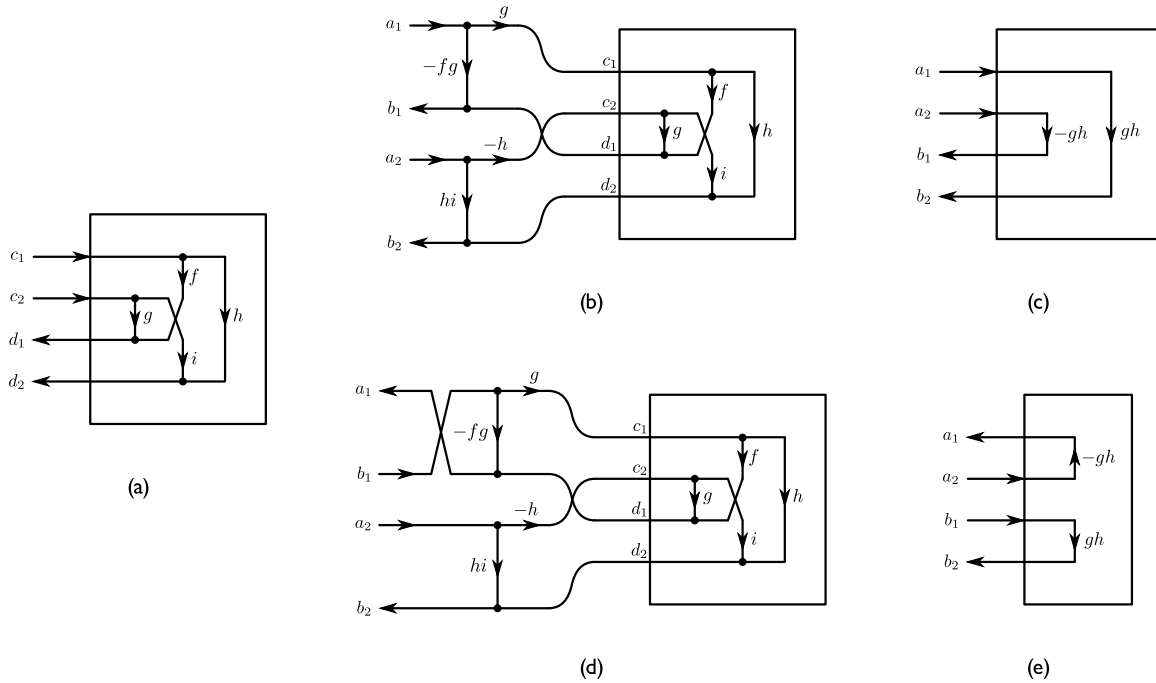 c₁
c₂
d₁
d₂
f
g
h
i
(a)
a₁
g
−fg
b₁
a₂
−h
hi
b₂
c₁
c₂
d₁
d₂
f
g
h
i
(b)
a₁
a₂
b₁
b₂
−gh
gh
(c)
a₁
g
−fg
b₁
a₂
−h
hi
b₂
c₁
c₂
d₁
d₂
f
g
h
i
(d)
a₁
a₂
b₁
b₂
−gh
gh
(e)